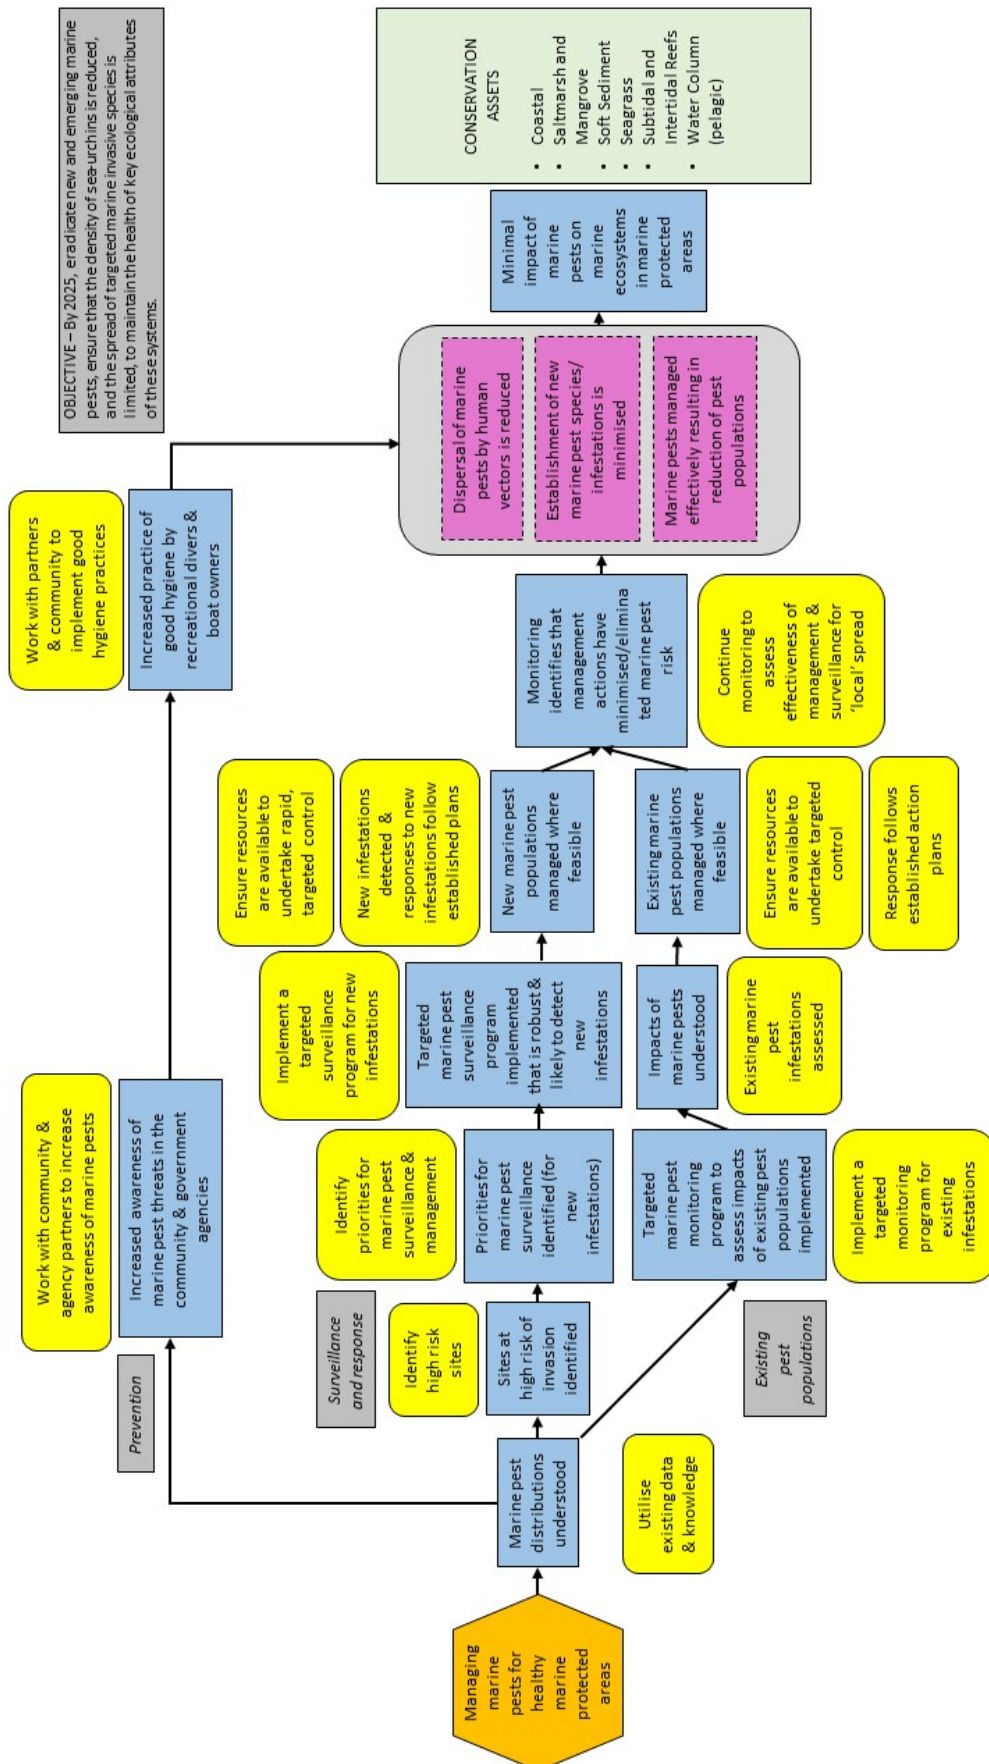 OBJECTIVE – By 2025, eradicate new and emerging marine
pests, ensure that the density of sea-urchins is reduced,
and the spread of targeted marine invasive species is
limited, to maintain the health of key ecological attributes
of these systems.
Work with community &
agency partners to increase
awareness of marine pests
Work with partners
& community to
implement good
hygiene practices
Prevention
Increased awareness of
marine pest threats in the
community & government
agencies
Increased practice of
good hygiene by
recreational divers &
boat owners
Surveillance
and response
Identify
high risk
sites
Identify
priorities for
marine pest
surveillance &
management
Implement a
targeted
surveillance
program for new
infestations
Ensure resources
are available to
undertake rapid,
targeted control
New infestations
detected &
responses to new
infestations follow
established plans
Managing
marine
pests for
healthy
marine
protected
areas
Marine pest
distributions
understood
Sites at
high risk of
invasion
identified
Priorities for
marine pest
surveillance
identified (for
new
infestations)
Targeted
marine pest
surveillance
program
implemented
that is robust &
likely to detect
new
infestations
New marine pest
populations
managed where
feasible
Monitoring
identifies that
management
actions have
minimised/elimina
ted marine pest
risk
Dispersal of marine
pests by human
vectors is reduced
Establishment of new
marine pest species/
infestations is
minimised
Marine pests managed
effectively resulting in
reduction of pest
populations
Minimal
impact of
marine
pests on
marine
ecosystems
in marine
protected
areas
CONSERVATION
ASSETS
• Coastal
• Saltmarsh and
Mangrove
• Soft Sediment
• Seagrass
• Subtidal and
Intertidal Reefs
• Water Column
(pelagic)
Utilise
existing data
& knowledge
Existing
pest
populations
Targeted
marine pest
monitoring
program to
assess impacts
of existing pest
populations
implemented
Impacts of
marine pests
understood
Existing marine
pest populations
managed where
feasible
Implement a
targeted
monitoring
program for
existing
infestations
Existing marine
pest
infestations
assessed
Ensure resources
are available to
undertake targeted
control
Response follows
established action
plans
Continue
monitoring to
assess
effectiveness of
management &
surveillance for
‘local’ spread